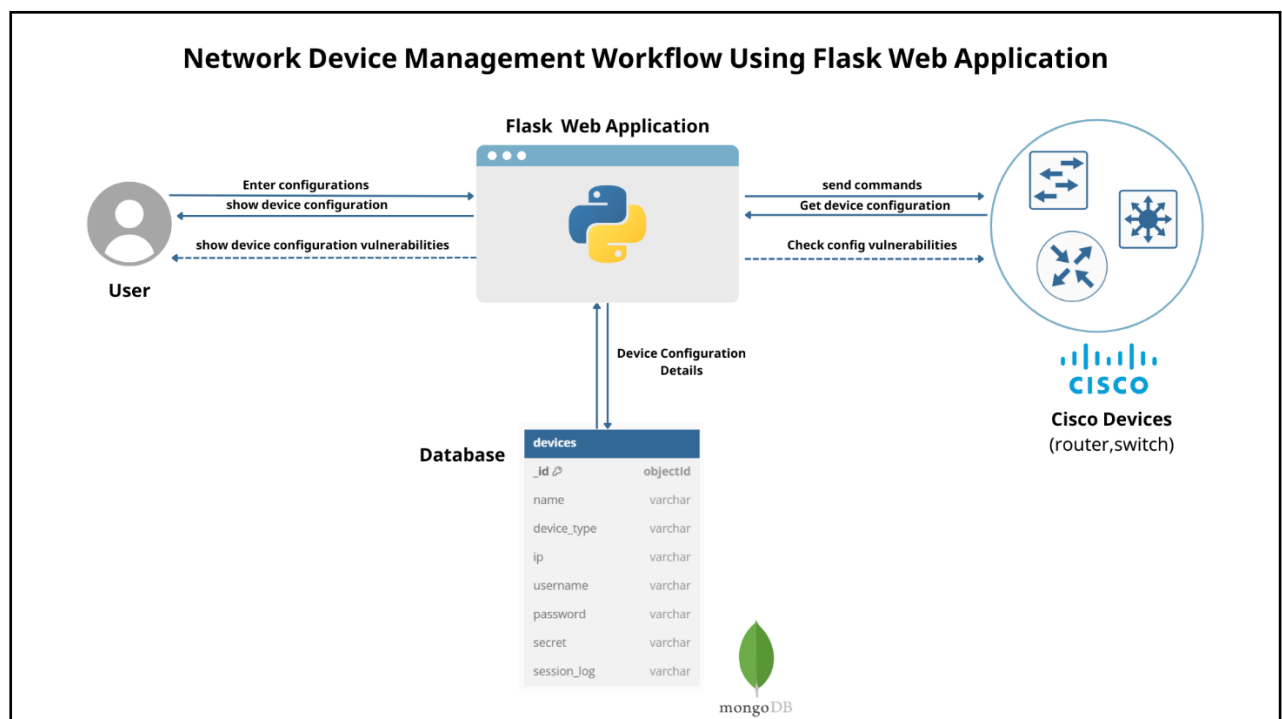 Network Device Management Workflow Using Flask Web Application
Flask Web Application
Enter configurations
show device configuration
show device configuration vulnerabilities
User
send commands
Get device configuration
Check config vulnerabilities
CISCO
Cisco Devices
(router,switch)
Device Configuration
Details
Database
devices
_id objectId
name varchar
device_type varchar
ip varchar
username varchar
password varchar
secret varchar
session_log varchar
mongoDB